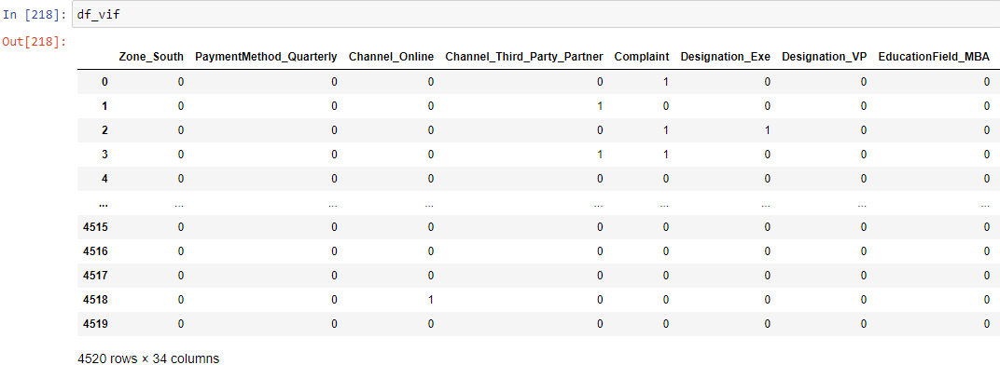 In [218]: df_vif
Out[218]:
Zone_South PaymentMethod_Quarterly Channel_Online Channel_Third_Party_Partner Complaint Designation_Exe Designation_VP EducationField_MBA
0 0 0 0 0 1 0 0 0
1 0 0 0 1 0 0 0 0
2 0 0 0 0 1 1 0 0
3 0 0 0 1 1 0 0 0
4 0 0 0 0 0 0 0 0
... ... ... ... ... ... ... ... ...
4515 0 0 0 0 0 0 0 0
4516 0 0 0 0 0 0 0 0
4517 0 0 0 0 0 0 0 0
4518 0 0 1 0 0 0 0 0
4519 0 0 0 0 0 0 0 0
4520 rows × 34 columns